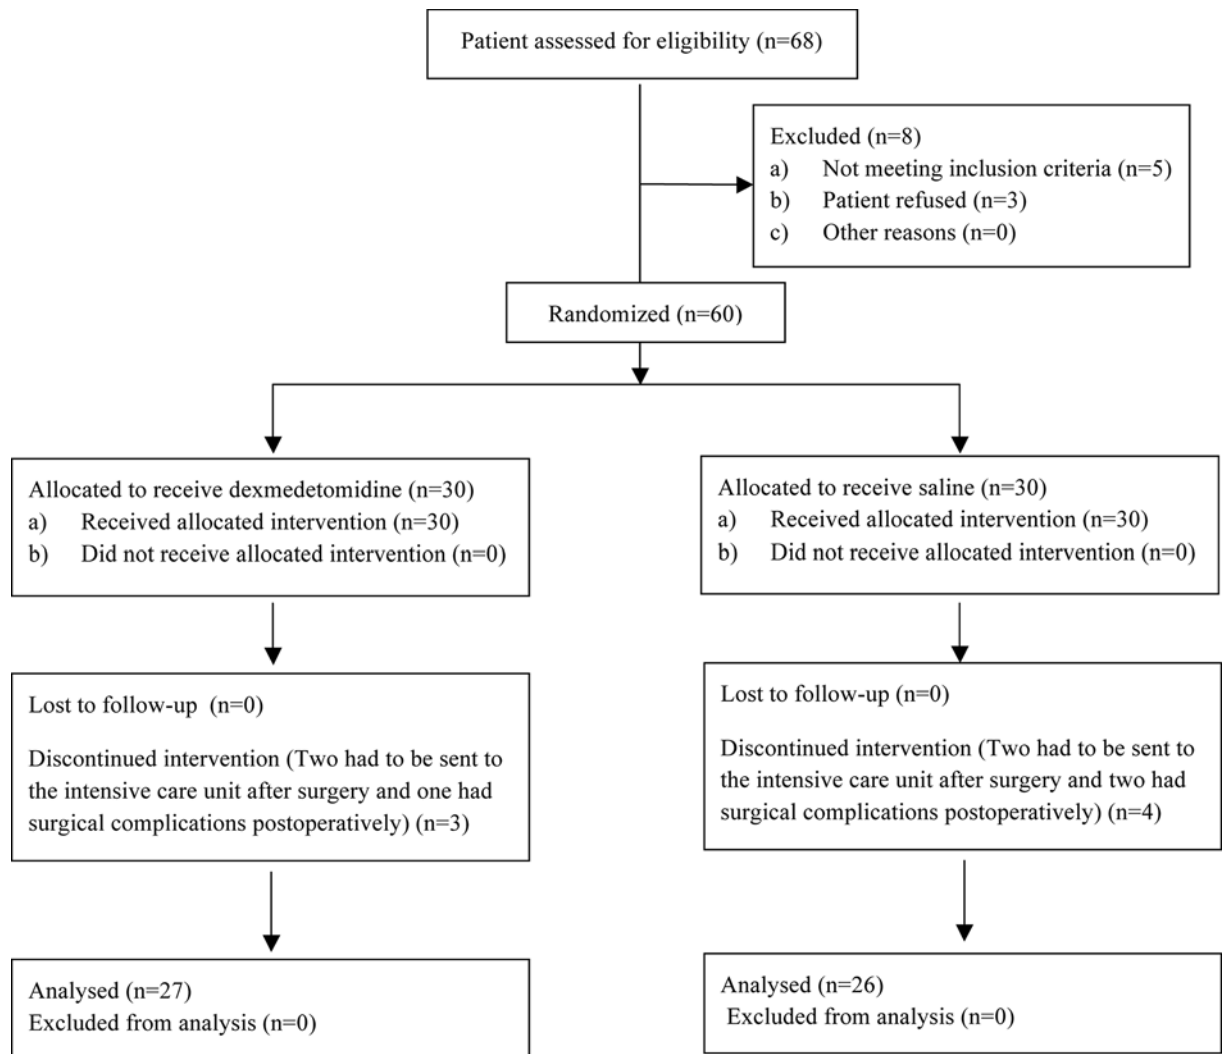 Patient assessed for eligibility (n=68)
Excluded (n=8)
a) Not meeting inclusion criteria (n=5)
b) Patient refused (n=3)
c) Other reasons (n=0)
Randomized (n=60)
Allocated to receive dexmedetomidine (n=30)
a) Received allocated intervention (n=30)
b) Did not receive allocated intervention (n=0)
Allocated to receive saline (n=30)
a) Received allocated intervention (n=30)
b) Did not receive allocated intervention (n=0)
Lost to follow-up (n=0)
Discontinued intervention (Two had to be sent to
the intensive care unit after surgery and one had
surgical complications postoperatively) (n=3)
Lost to follow-up (n=0)
Discontinued intervention (Two had to be sent to
the intensive care unit after surgery and two had
surgical complications postoperatively) (n=4)
Analysed (n=27)
Excluded from analysis (n=0)
Analysed (n=26)
Excluded from analysis (n=0)